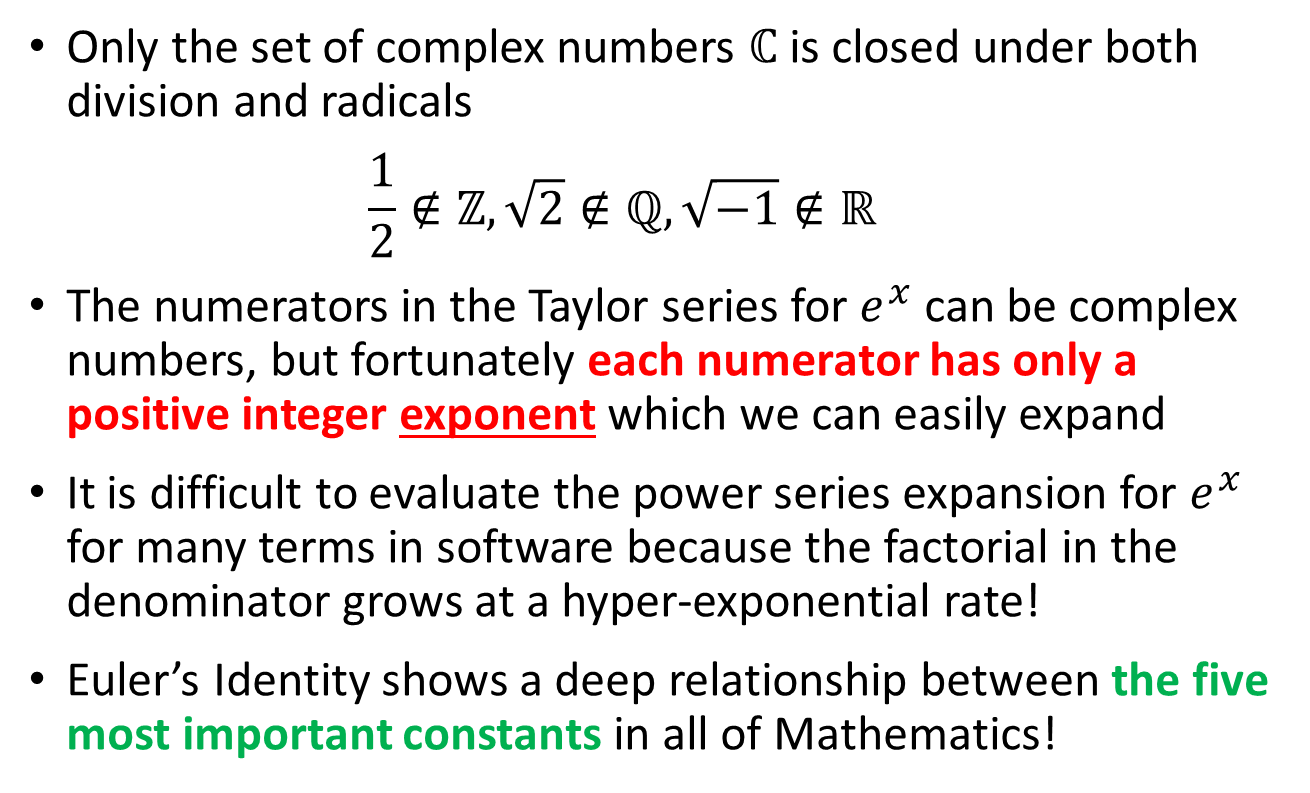 • Only the set of complex numbers ℂ is closed under both
division and radicals
1/2 ∉ ℤ, √2 ∉ ℚ, √−1 ∉ ℝ
• The numerators in the Taylor series for eˣ can be complex
numbers, but fortunately each numerator has only a
positive integer exponent which we can easily expand
• It is difficult to evaluate the power series expansion for eˣ
for many terms in software because the factorial in the
denominator grows at a hyper-exponential rate!
• Euler’s Identity shows a deep relationship between the five
most important constants in all of Mathematics!